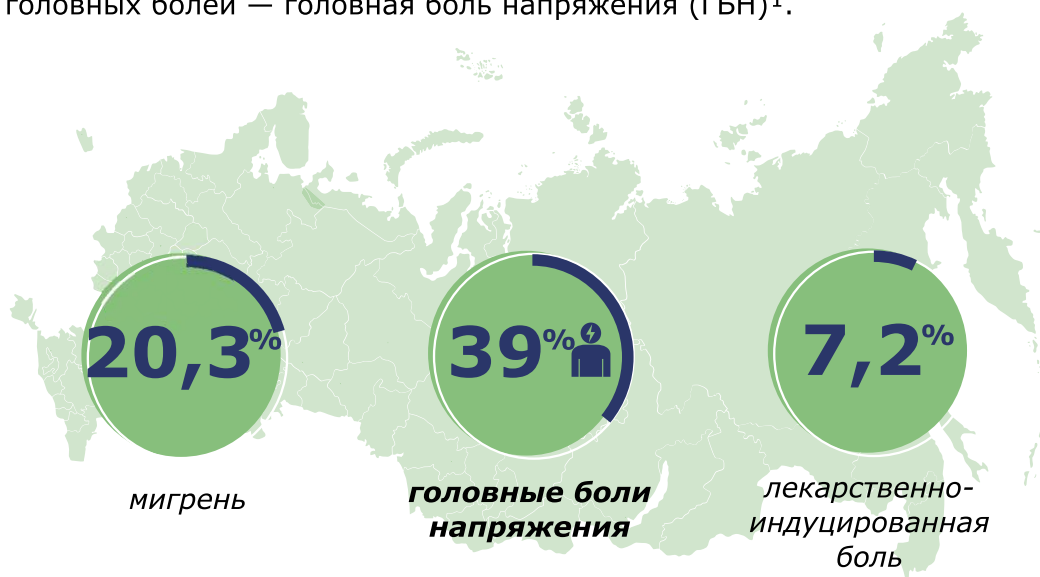 головных болей — головная боль напряжения (ГБН)¹.
20,3%
39%
7,2%
мигрень
головные боли
напряжения
лекарственно-
индуцированная
боль